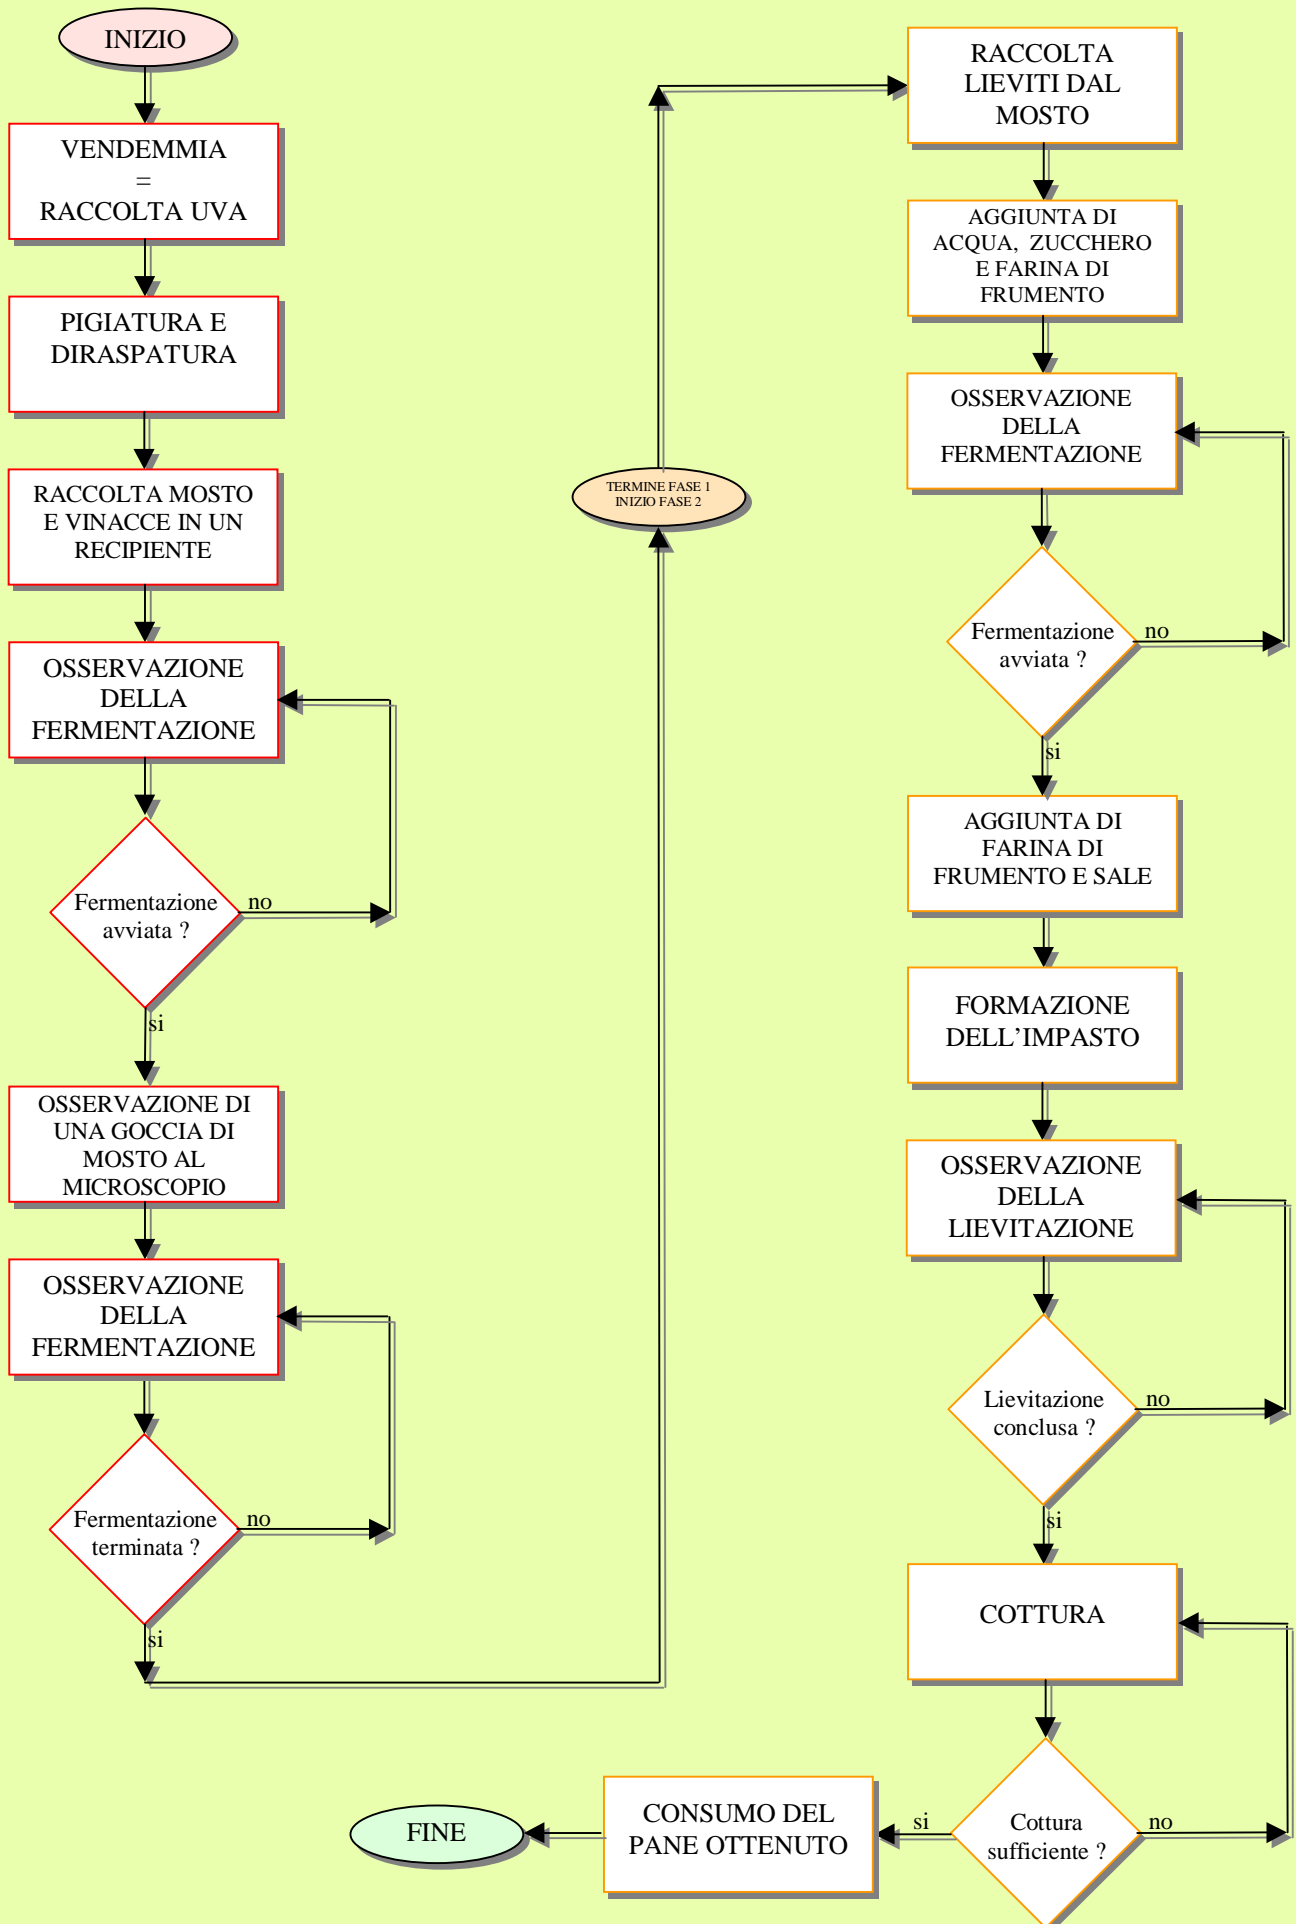 INIZIO
VENDEMMIA
=
RACCOLTA UVA
PIGIATURA E
DIRASPATURA
RACCOLTA MOSTO
E VINACCE IN UN
RECIPIENTE
OSSERVAZIONE
DELLA
FERMENTAZIONE
Fermentazione
avviata ?
no
si
OSSERVAZIONE DI
UNA GOCCIA DI
MOSTO AL
MICROSCOPIO
OSSERVAZIONE
DELLA
FERMENTAZIONE
Fermentazione
terminata ?
no
si
TERMINE FASE 1
INIZIO FASE 2
RACCOLTA
LIEVITI DAL
MOSTO
AGGIUNTA DI
ACQUA, ZUCCHERO
E FARINA DI
FRUMENTO
OSSERVAZIONE
DELLA
FERMENTAZIONE
Fermentazione
avviata ?
no
si
AGGIUNTA DI
FARINA DI
FRUMENTO E SALE
FORMAZIONE
DELL’IMPASTO
OSSERVAZIONE
DELLA
LIEVITAZIONE
Lievitazione
conclusa ?
no
si
COTTURA
Cottura
sufficiente ?
no
si
CONSUMO DEL
PANE OTTENUTO
FINE